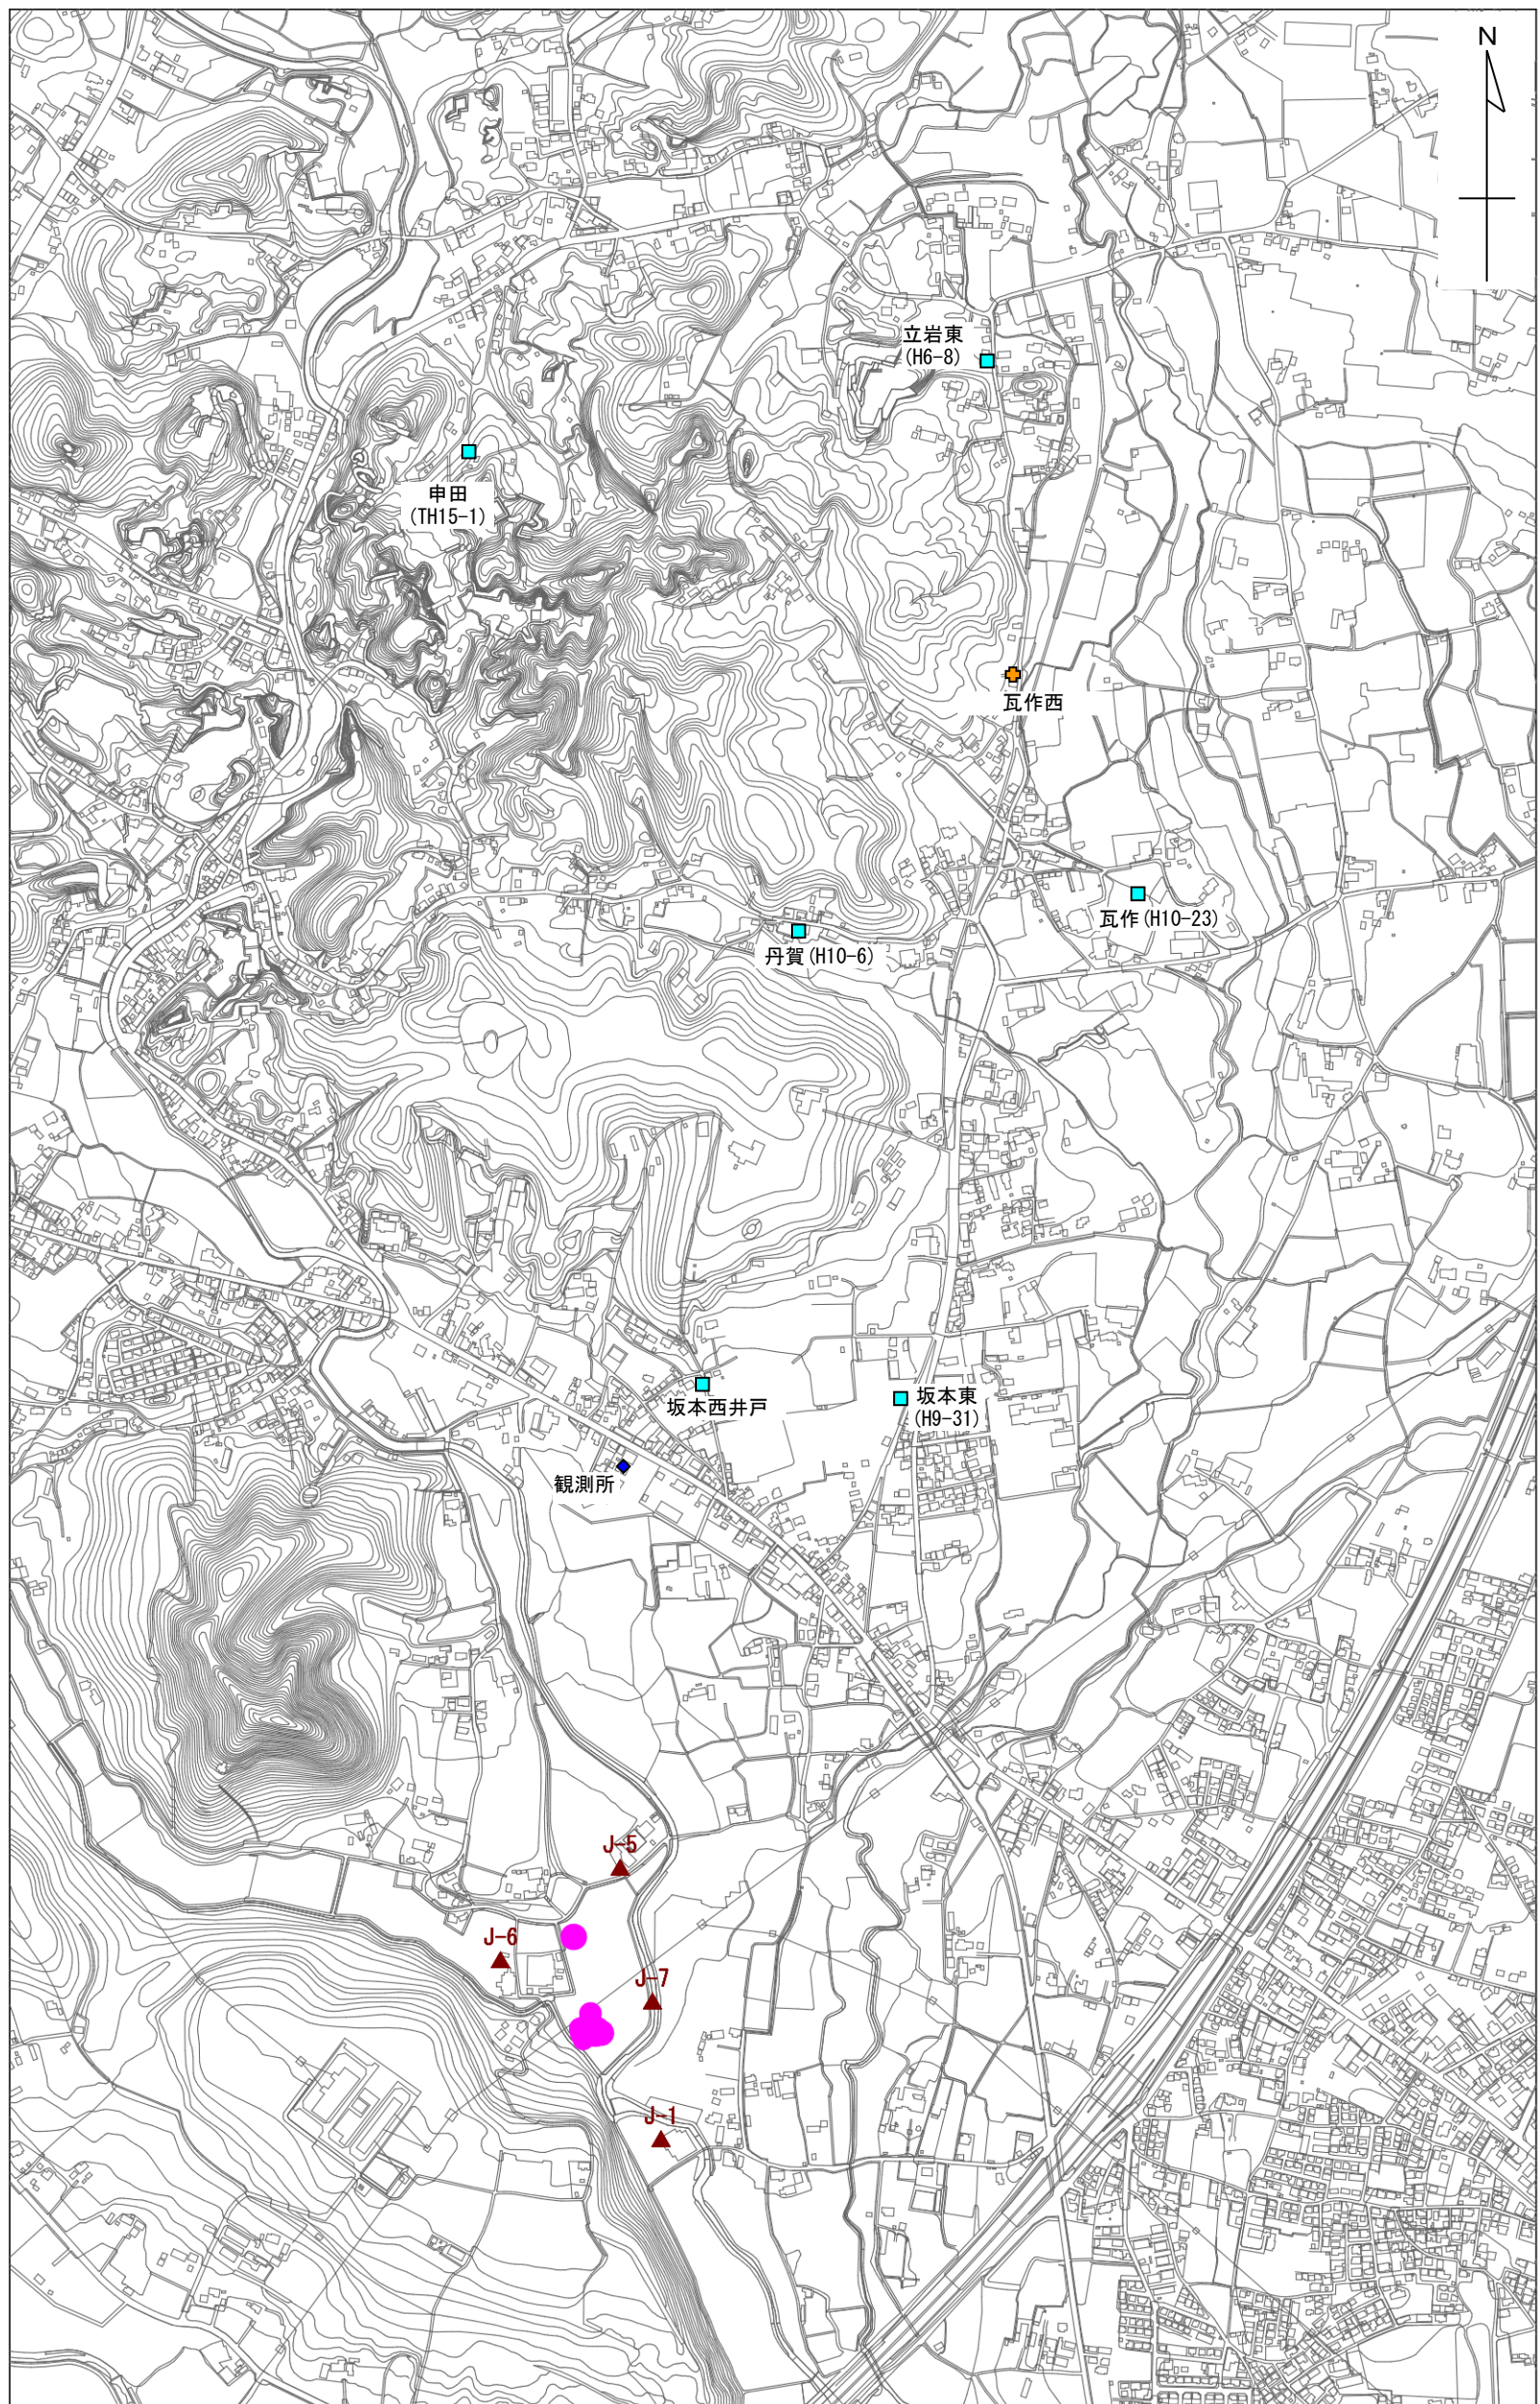 N
立岩東
(H6-8)
申田
(TH15-1)
瓦作西
瓦作(H10-23)
丹賀(H10-6)
坂本西井戸
坂本東
(H9-31)
観測所
J-5
J-6
J-7
J-1